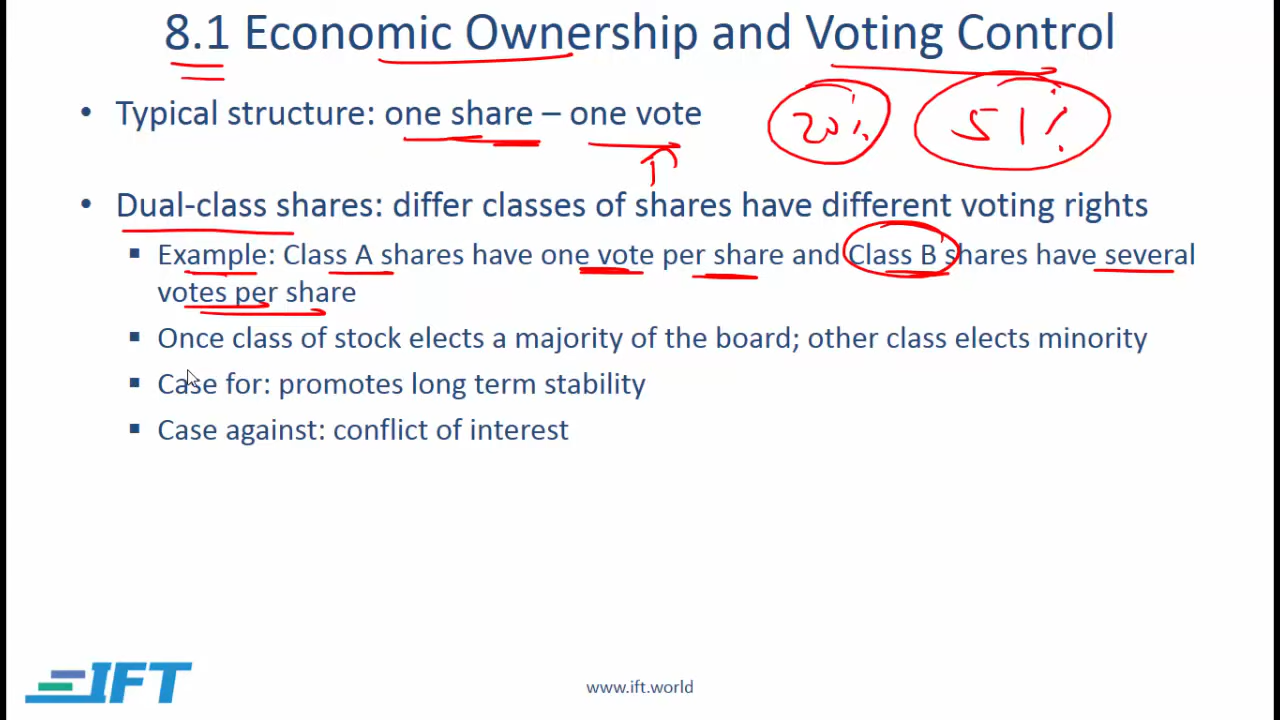 8.1 Economic Ownership and Voting Control
• Typical structure: one share – one vote
20% 51%
• Dual-class shares: differ classes of shares have different voting rights
▪ Example: Class A shares have one vote per share and Class B shares have several
votes per share
▪ Once class of stock elects a majority of the board; other class elects minority
▪ Case for: promotes long term stability
▪ Case against: conflict of interest
IFT
www.ift.world